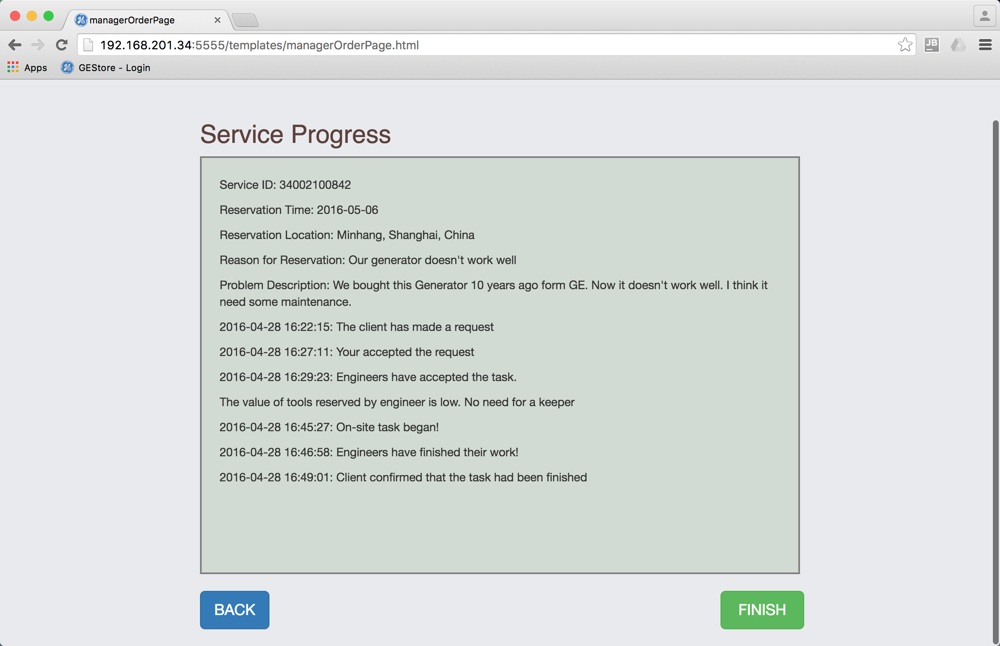 managerOrderPage
192.168.201.34:5555/templates/managerOrderPage.html
JB
Apps
GEStore - Login
Service Progress
Service ID: 34002100842
Reservation Time: 2016-05-06
Reservation Location: Minhang, Shanghai, China
Reason for Reservation: Our generator doesn't work well
Problem Description: We bought this Generator 10 years ago form GE. Now it doesn't work well. I think it
need some maintenance.
2016-04-28 16:22:15: The client has made a request
2016-04-28 16:27:11: Your accepted the request
2016-04-28 16:29:23: Engineers have accepted the task.
The value of tools reserved by engineer is low. No need for a keeper
2016-04-28 16:45:27: On-site task began!
2016-04-28 16:46:58: Engineers have finished their work!
2016-04-28 16:49:01: Client confirmed that the task had been finished
BACK
FINISH